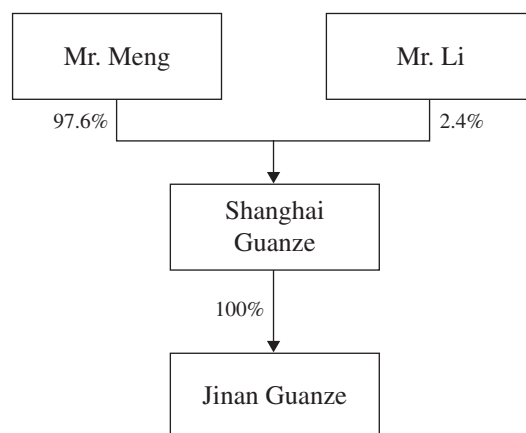 Mr. Meng
Mr. Li
97.6%
2.4%
Shanghai
Guanze
100%
Jinan Guanze